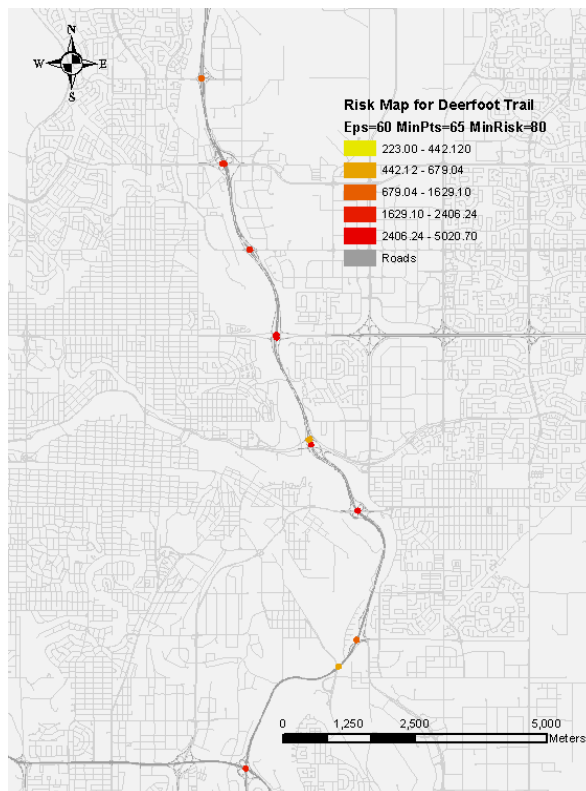 N
W E
S
Risk Map for Deerfoot Trail
Eps=60 MinPts=65 MinRisk=80
223.00 - 442.120
442.12 - 679.04
679.04 - 1629.10
1629.10 - 2406.24
2406.24 - 5020.70
Roads
0 1,250 2,500 5,000
Meters